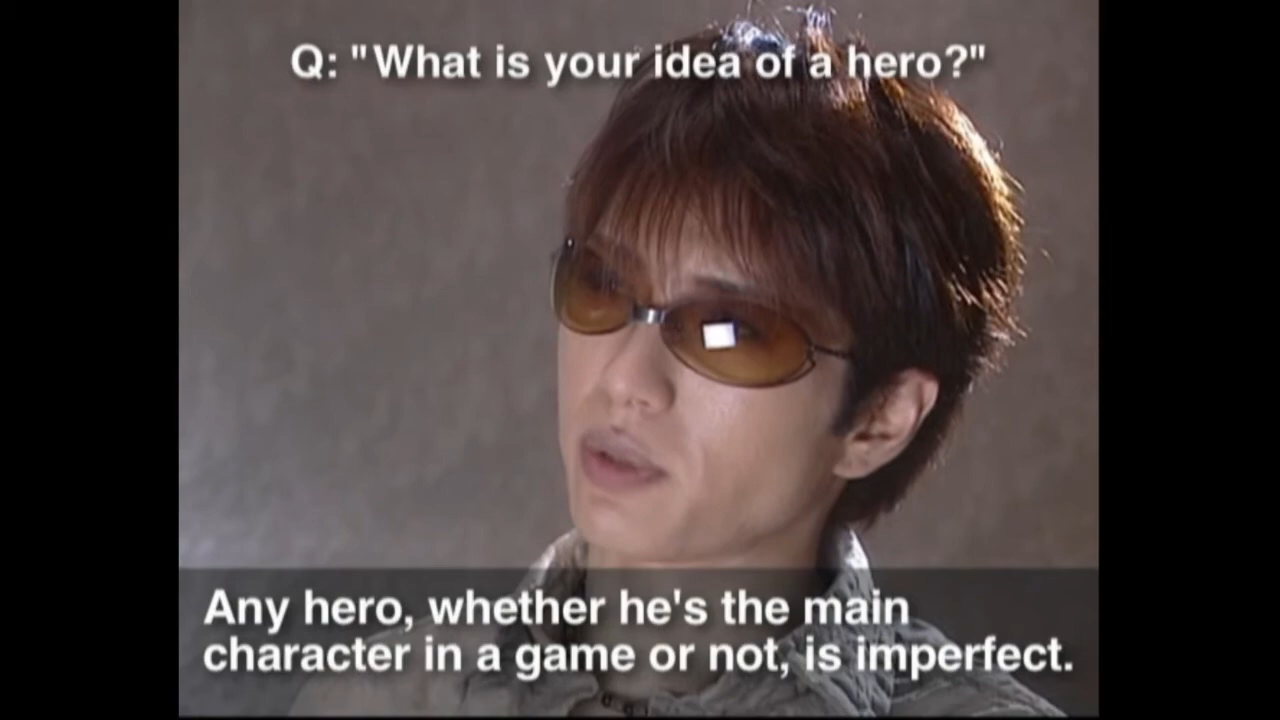 Q: "What is your idea of a hero?"
Any hero, whether he's the main
character in a game or not, is imperfect.